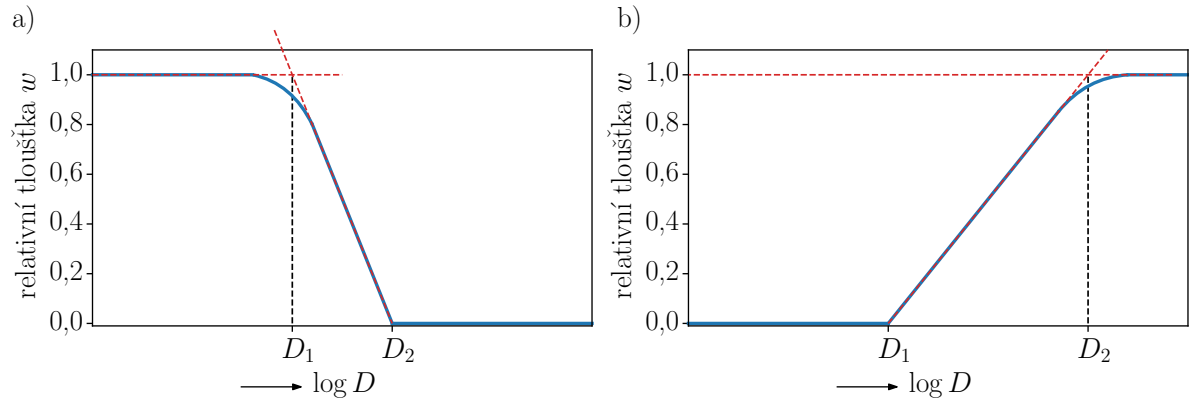 a)
relativní tloušťka w
1,0
0,8
0,6
0,4
0,2
0,0
D₁
D₂
log D
b)
relativní tloušťka w
1,0
0,8
0,6
0,4
0,2
0,0
D₁
D₂
log D